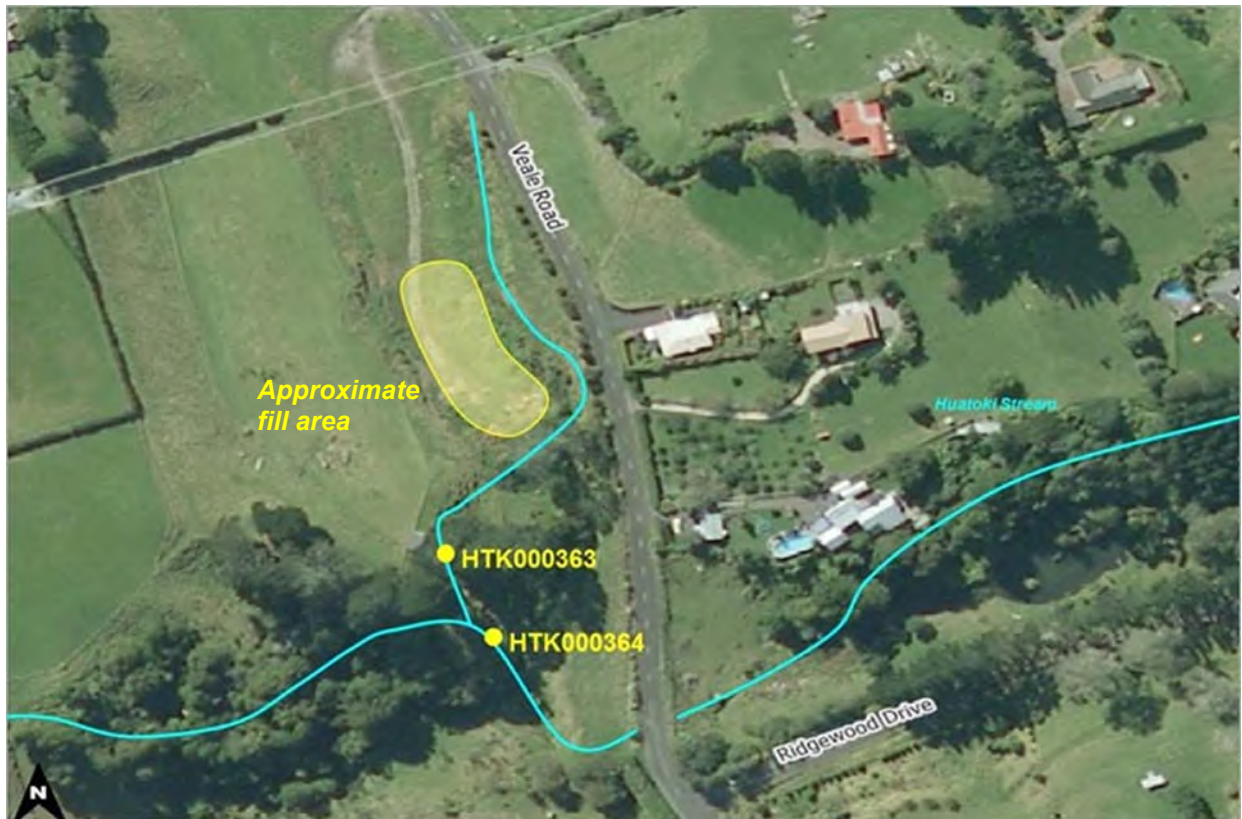 Veale Road
Approximate
fill area
Huatoki Stream
HTK000363
HTK000364
Ridgewood Drive
N